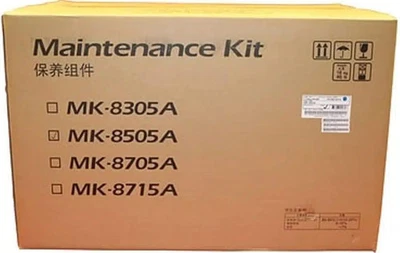 Maintenance Kit
保养组件
MK-8305A
MK-8505A
MK-8705A
MK-8715A